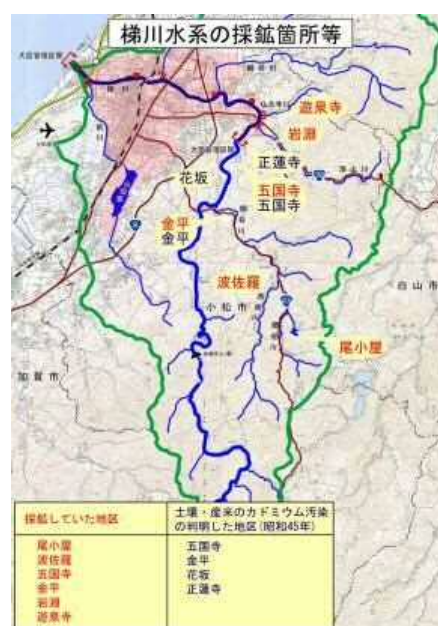 梯川水系の採鉱箇所等
遊泉寺
岩淵
正蓮寺
花坂
五国寺
五国寺
金平
金平
波佐羅
小松市
白山市
尾小屋
加賀市
採鉱していた地区
土壌・産米のカドミウム汚染
の判明した地区(昭和45年)
尾小屋
波佐羅
五国寺
金平
岩淵
遊泉寺
五国寺
金平
花坂
正蓮寺